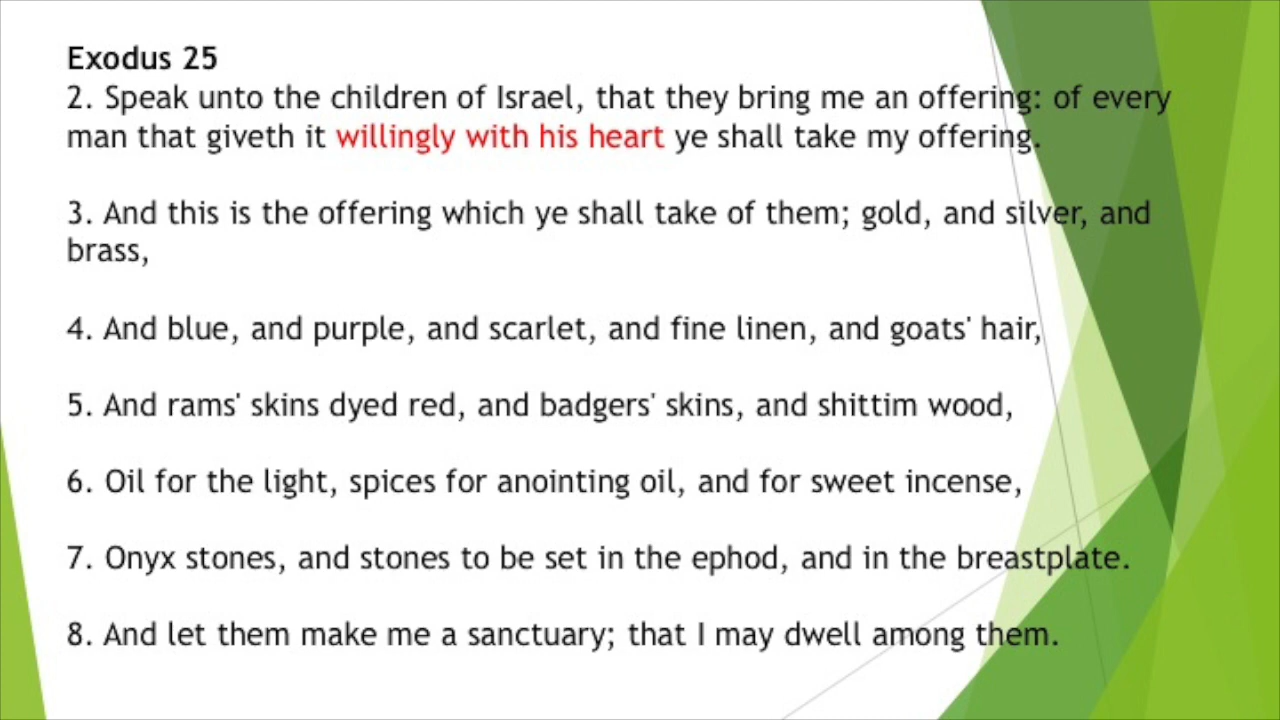 Exodus 25
2. Speak unto the children of Israel, that they bring me an offering: of every
man that giveth it willingly with his heart ye shall take my offering.
3. And this is the offering which ye shall take of them; gold, and silver, and
brass,
4. And blue, and purple, and scarlet, and fine linen, and goats' hair,
5. And rams' skins dyed red, and badgers' skins, and shittim wood,
6. Oil for the light, spices for anointing oil, and for sweet incense,
7. Onyx stones, and stones to be set in the ephod, and in the breastplate.
8. And let them make me a sanctuary; that I may dwell among them.